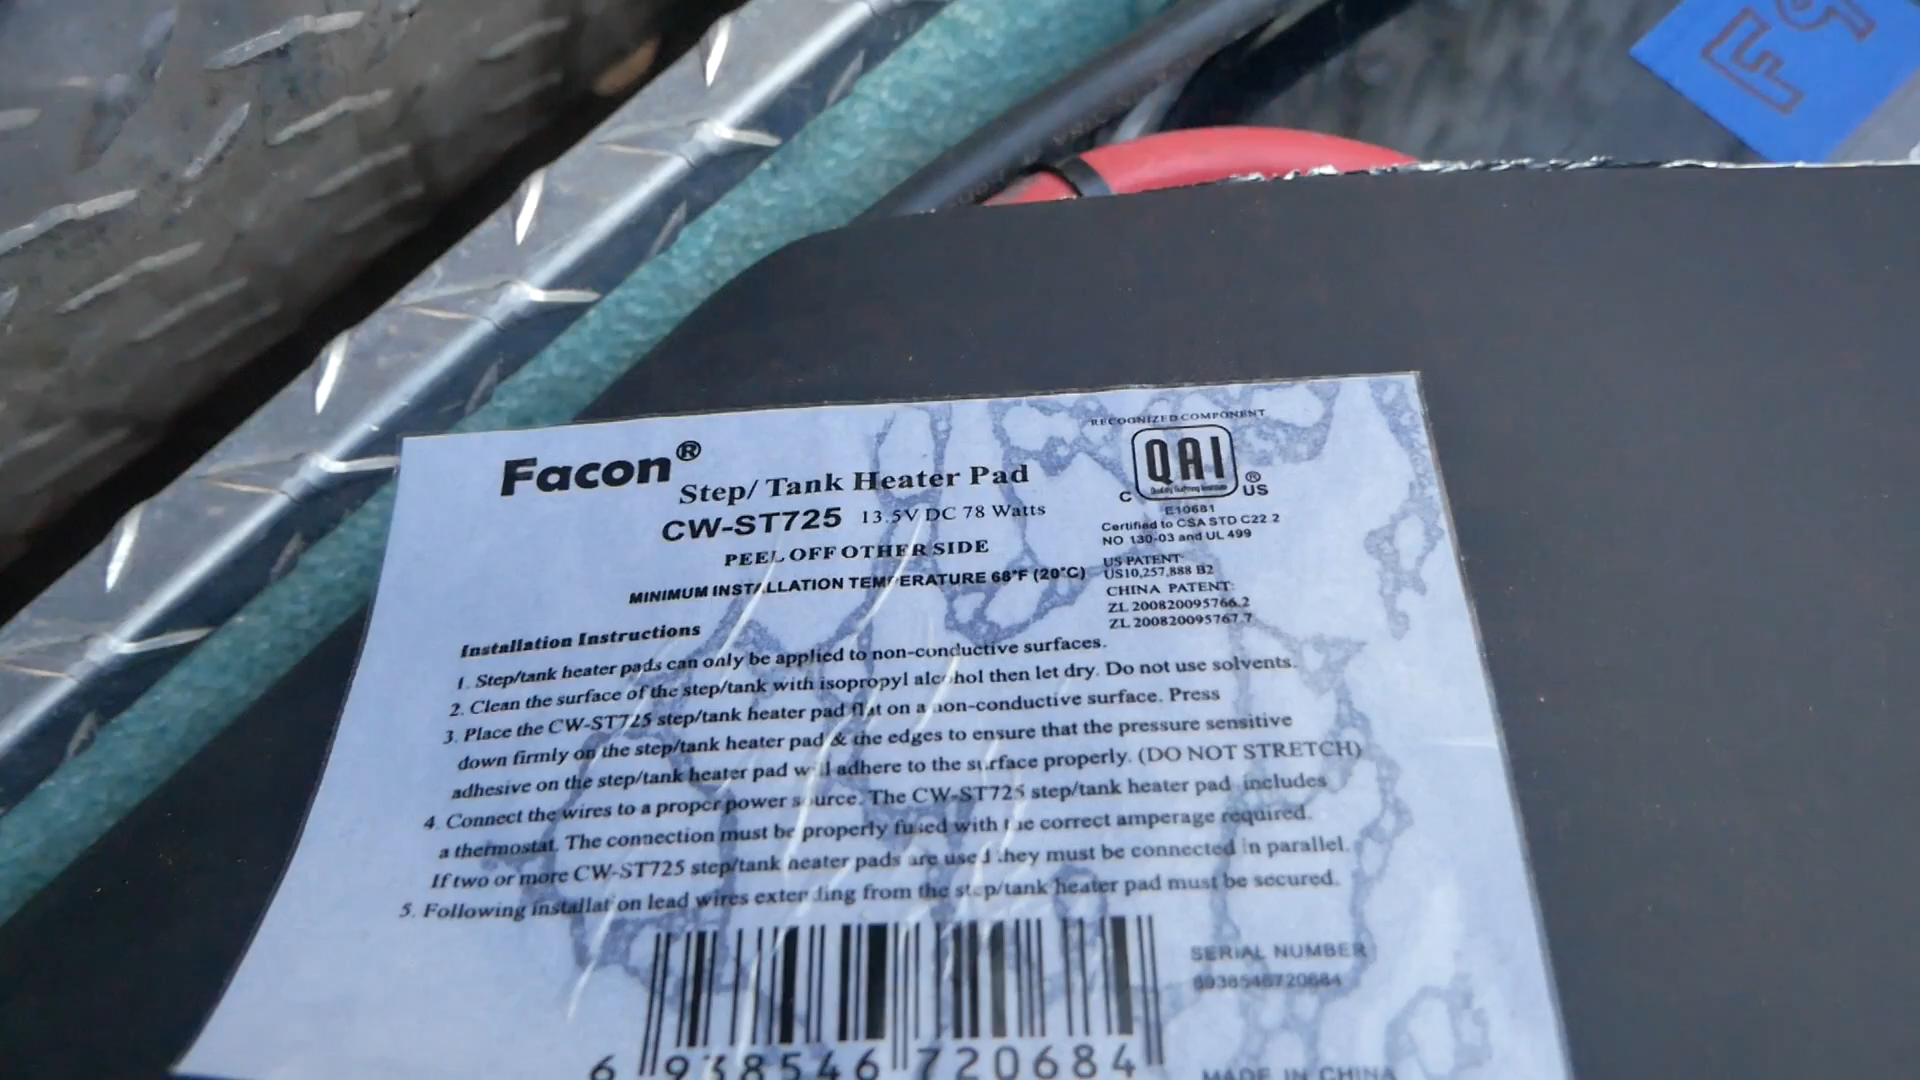 Facon®
Step/ Tank Heater Pad
CW-ST725 13.5V DC 78 Watts
PEEL OFF OTHER SIDE
MINIMUM INSTALLATION TEMPERATURE 68°F (20°C)
RECOGNIZED COMPONENT
QAI
C ® US
E10681
Certified to CSA STD C22.2
NO 130-03 and UL 499
US PATENT:
US10,257,888 B2
CHINA PATENT:
ZL 200820095766.2
ZL 200820095767.7
Installation Instructions
1. Step/tank heater pads can only be applied to non-conductive surfaces.
2. Clean the surface of the step/tank with isopropyl alcohol then let dry. Do not use solvents.
3. Place the CW-ST725 step/tank heater pad flat on a non-conductive surface. Press
down firmly on the step/tank heater pad & the edges to ensure that the pressure sensitive
adhesive on the step/tank heater pad will adhere to the surface properly. (DO NOT STRETCH)
4. Connect the wires to a proper power source. The CW-ST725 step/tank heater pad includes
a thermostat. The connection must be properly fused with the correct amperage required.
If two or more CW-ST725 step/tank heater pads are used they must be connected in parallel.
5. Following installation lead wires extending from the step/tank heater pad must be secured.
SERIAL NUMBER
6938546720684
6 938546 720684
MADE IN CHINA